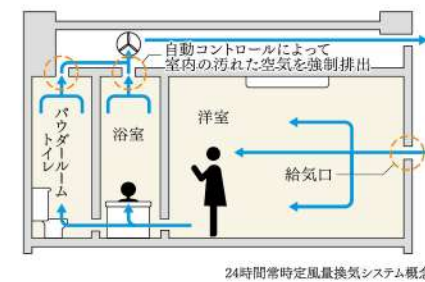 自動コントロールによって
室内の汚れた空気を強制排出
パウダールーム
トイレ
浴室
洋室
給気口
24時間常時定風量換気システム概念